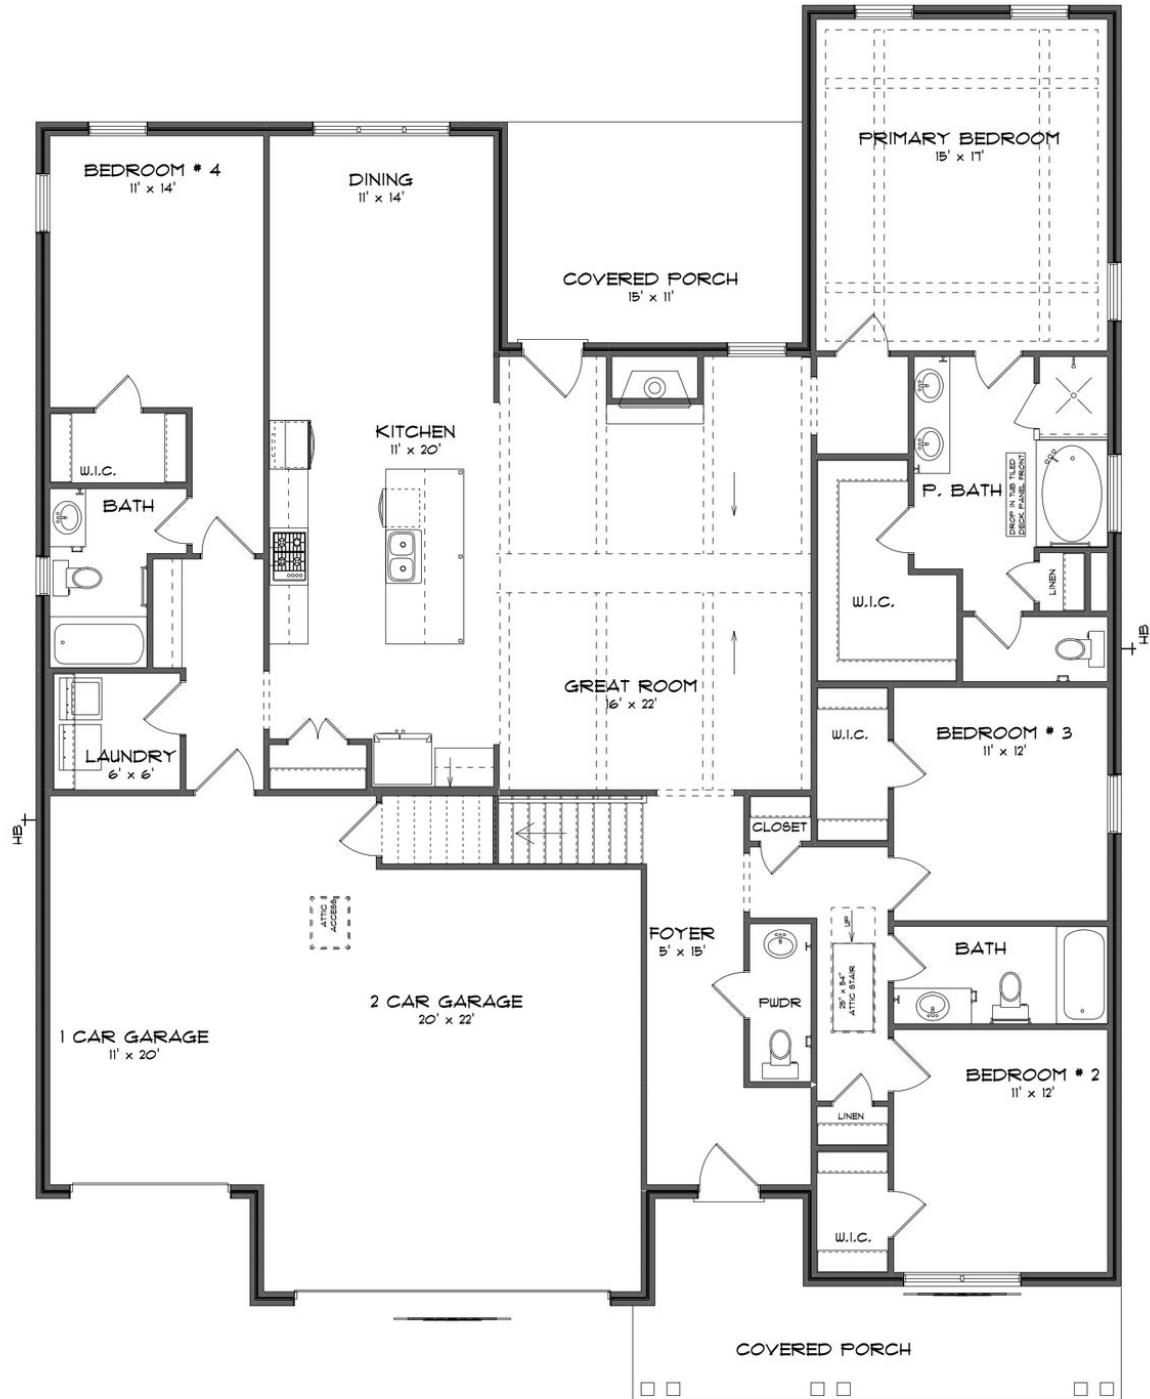 PRIMARY BEDROOM
15' x 17'
BEDROOM # 4
11' x 14'
DINING
11' x 14'
COVERED PORCH
15' x 11'
KITCHEN
11' x 20'
W.I.C.
BATH
P. BATH
DROP IN TUB TILED
DECK PANEL FRONT
LINEN
W.I.C.
HB
GREAT ROOM
16' x 22'
LAUNDRY
6' x 6'
W.I.C.
BEDROOM # 3
11' x 12'
HB
CLOSET
ATTIC
ACCESS
UP
FOYER
5' x 15'
BATH
25" x 54"
ATTIC STAIR
PWDR
2 CAR GARAGE
20' x 22'
1 CAR GARAGE
11' x 20'
BEDROOM # 2
11' x 12'
LINEN
W.I.C.
COVERED PORCH